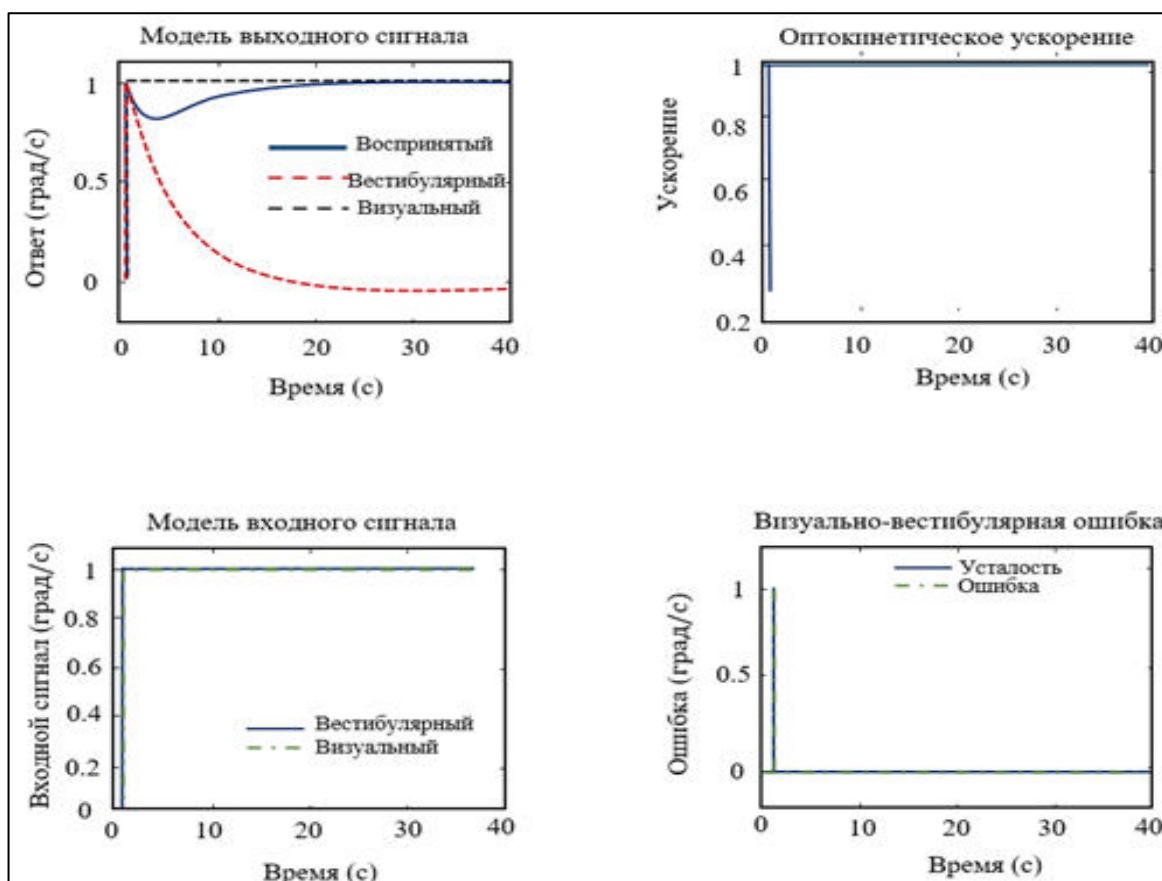 Модель выходного сигнала
Ответ (град/с)
1
0.5
0
Воспринятый
Вестибулярный
Визуальный
0 10 20 30 40
Время (с)
Оптокинетическое ускорение
Ускорение
1
0.8
0.6
0.4
0.2
0 10 20 30 40
Время (с)
Модель входного сигнала
Входной сигнал (град/с)
1
0.8
0.6
0.4
0.2
0
Вестибулярный
Визуальный
0 10 20 30 40
Время (с)
Визуально-вестибулярная ошибка
Ошибка (град/с)
1
0.5
0
Усталость
Ошибка
0 10 20 30 40
Время (с)